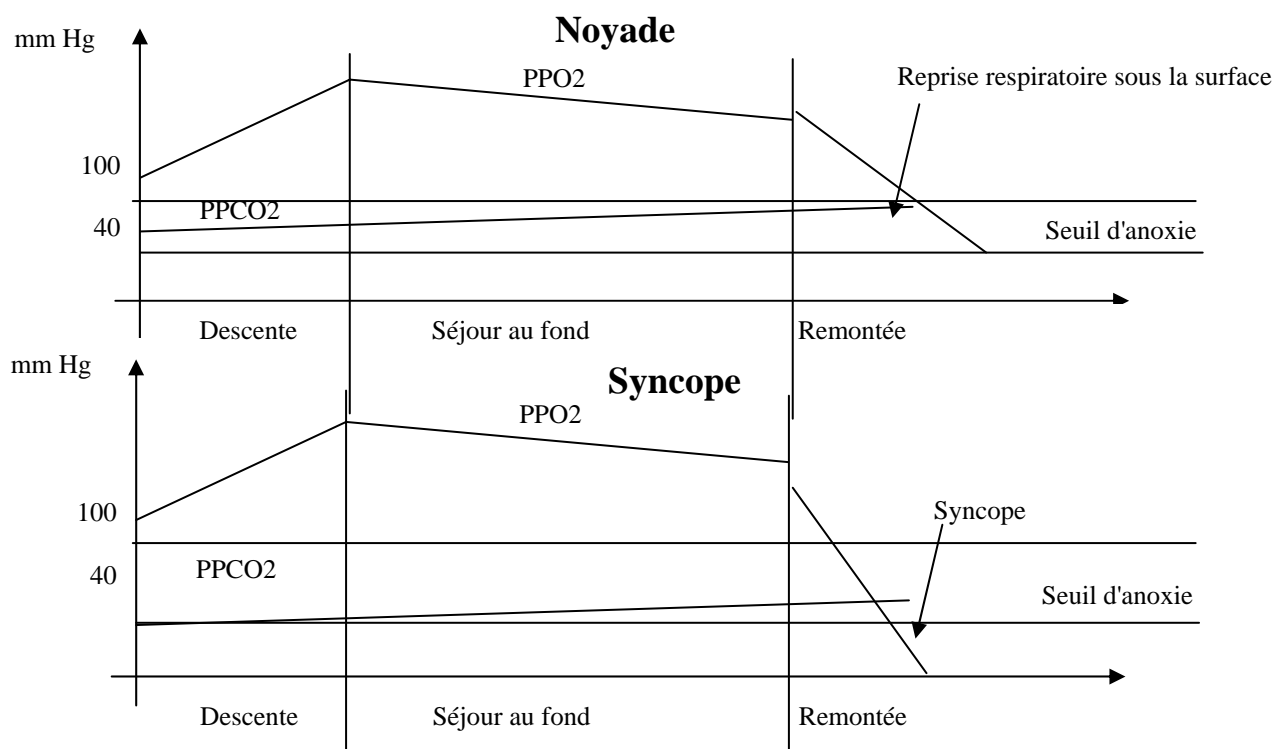 Noyade
mm Hg
PPO2
Reprise respiratoire sous la surface
100
PPCO2
40
Seuil d'anoxie
Descente
Séjour au fond
Remontée
mm Hg
Syncope
PPO2
100
Syncope
40
PPCO2
Seuil d'anoxie
Descente
Séjour au fond
Remontée